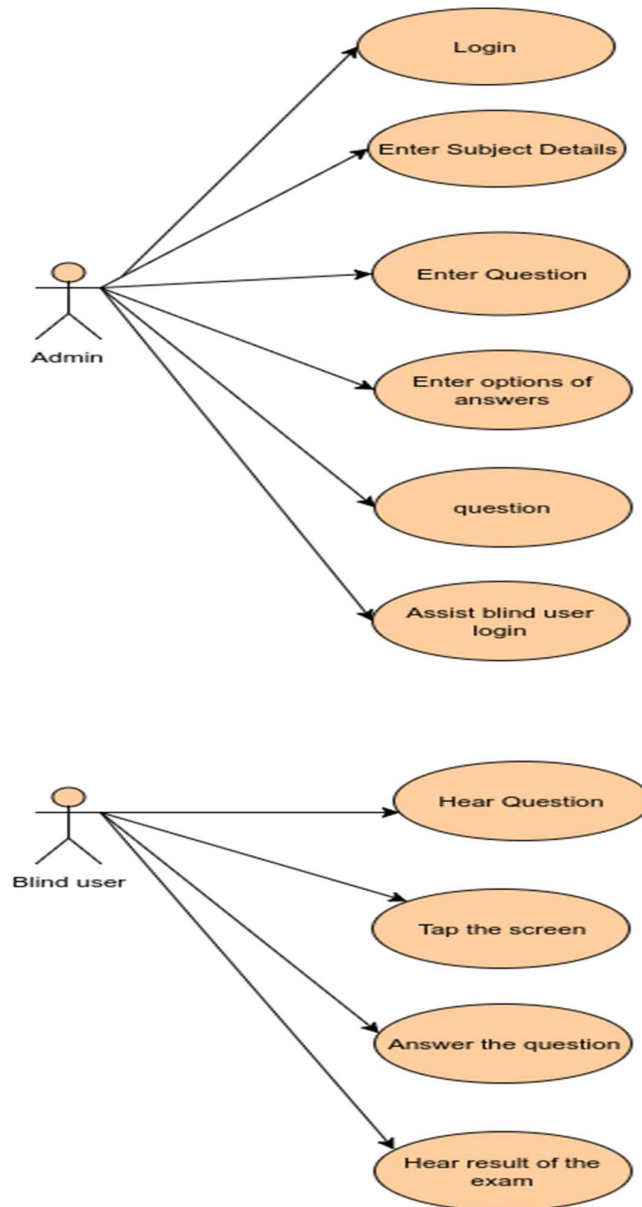 Login
Enter Subject Details
Enter Question
Admin
Enter options of
answers
question
Assist blind user
login
Hear Question
Blind user
Tap the screen
Answer the question
Hear result of the
exam